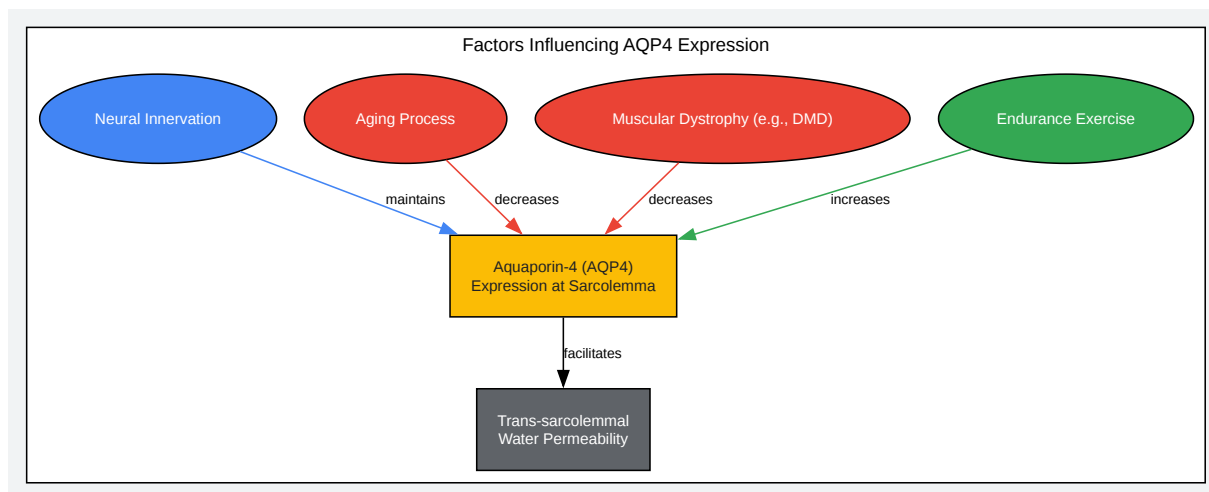 Factors Influencing AQP4 Expression
Neural Innervation
Aging Process
Muscular Dystrophy (e.g., DMD)
Endurance Exercise
maintains
decreases
decreases
increases
Aquaporin-4 (AQP4)
Expression at Sarcolemma
facilitates
Trans-sarcolemmal
Water Permeability